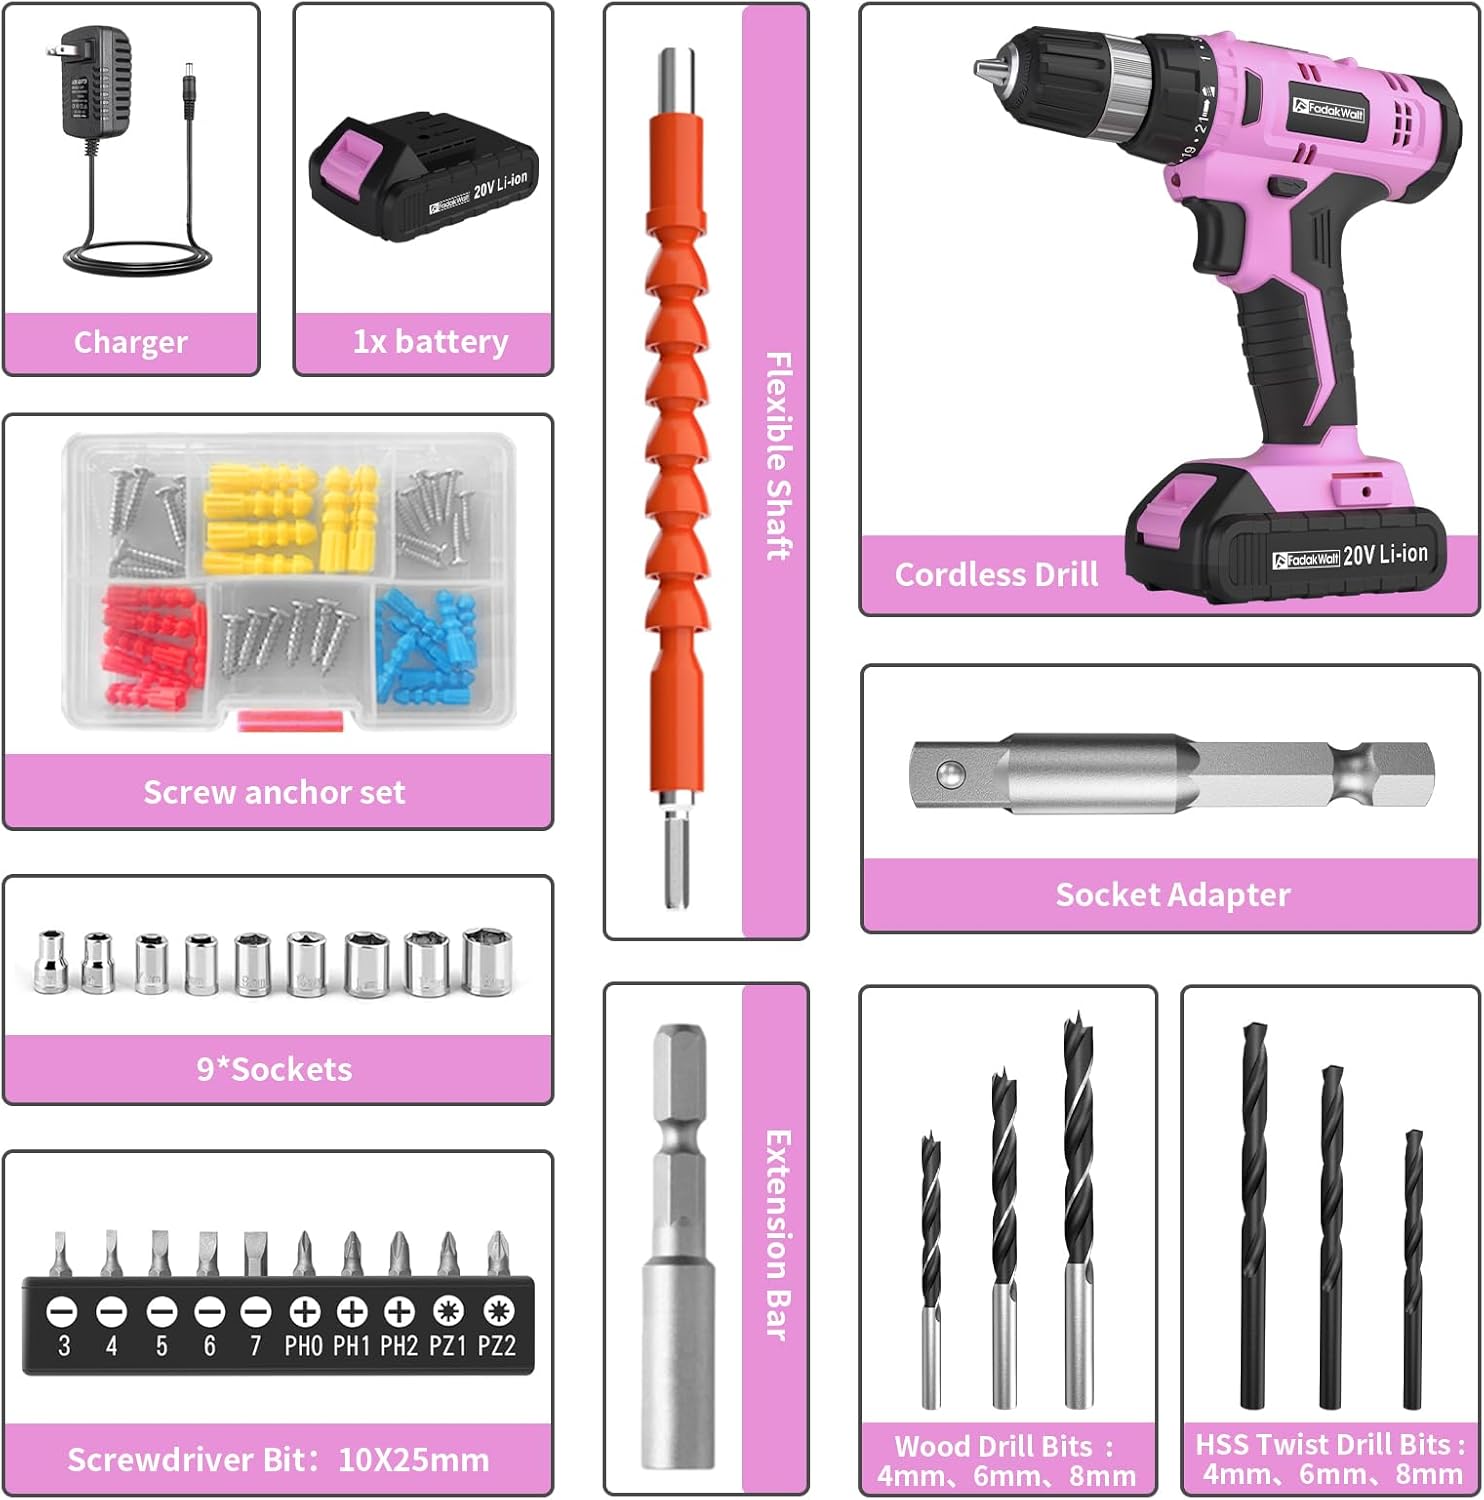 Charger
FadakWalt
20V Li-ion
1x battery
Flexible Shaft
1
19 · 21
FadakWalt
FadakWalt
20V Li-ion
Cordless Drill
Screw anchor set
Socket Adapter
9*Sockets
Extension Bar
3 4 5 6 7 PH0 PH1 PH2 PZ1 PZ2
Screwdriver Bit：10X25mm
Wood Drill Bits :
4mm、6mm、8mm
HSS Twist Drill Bits :
4mm、6mm、8mm